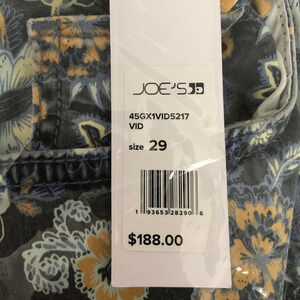 JOE'S
45GX1VID5217
VID
size 29
1 93653 28290 6
$188.00